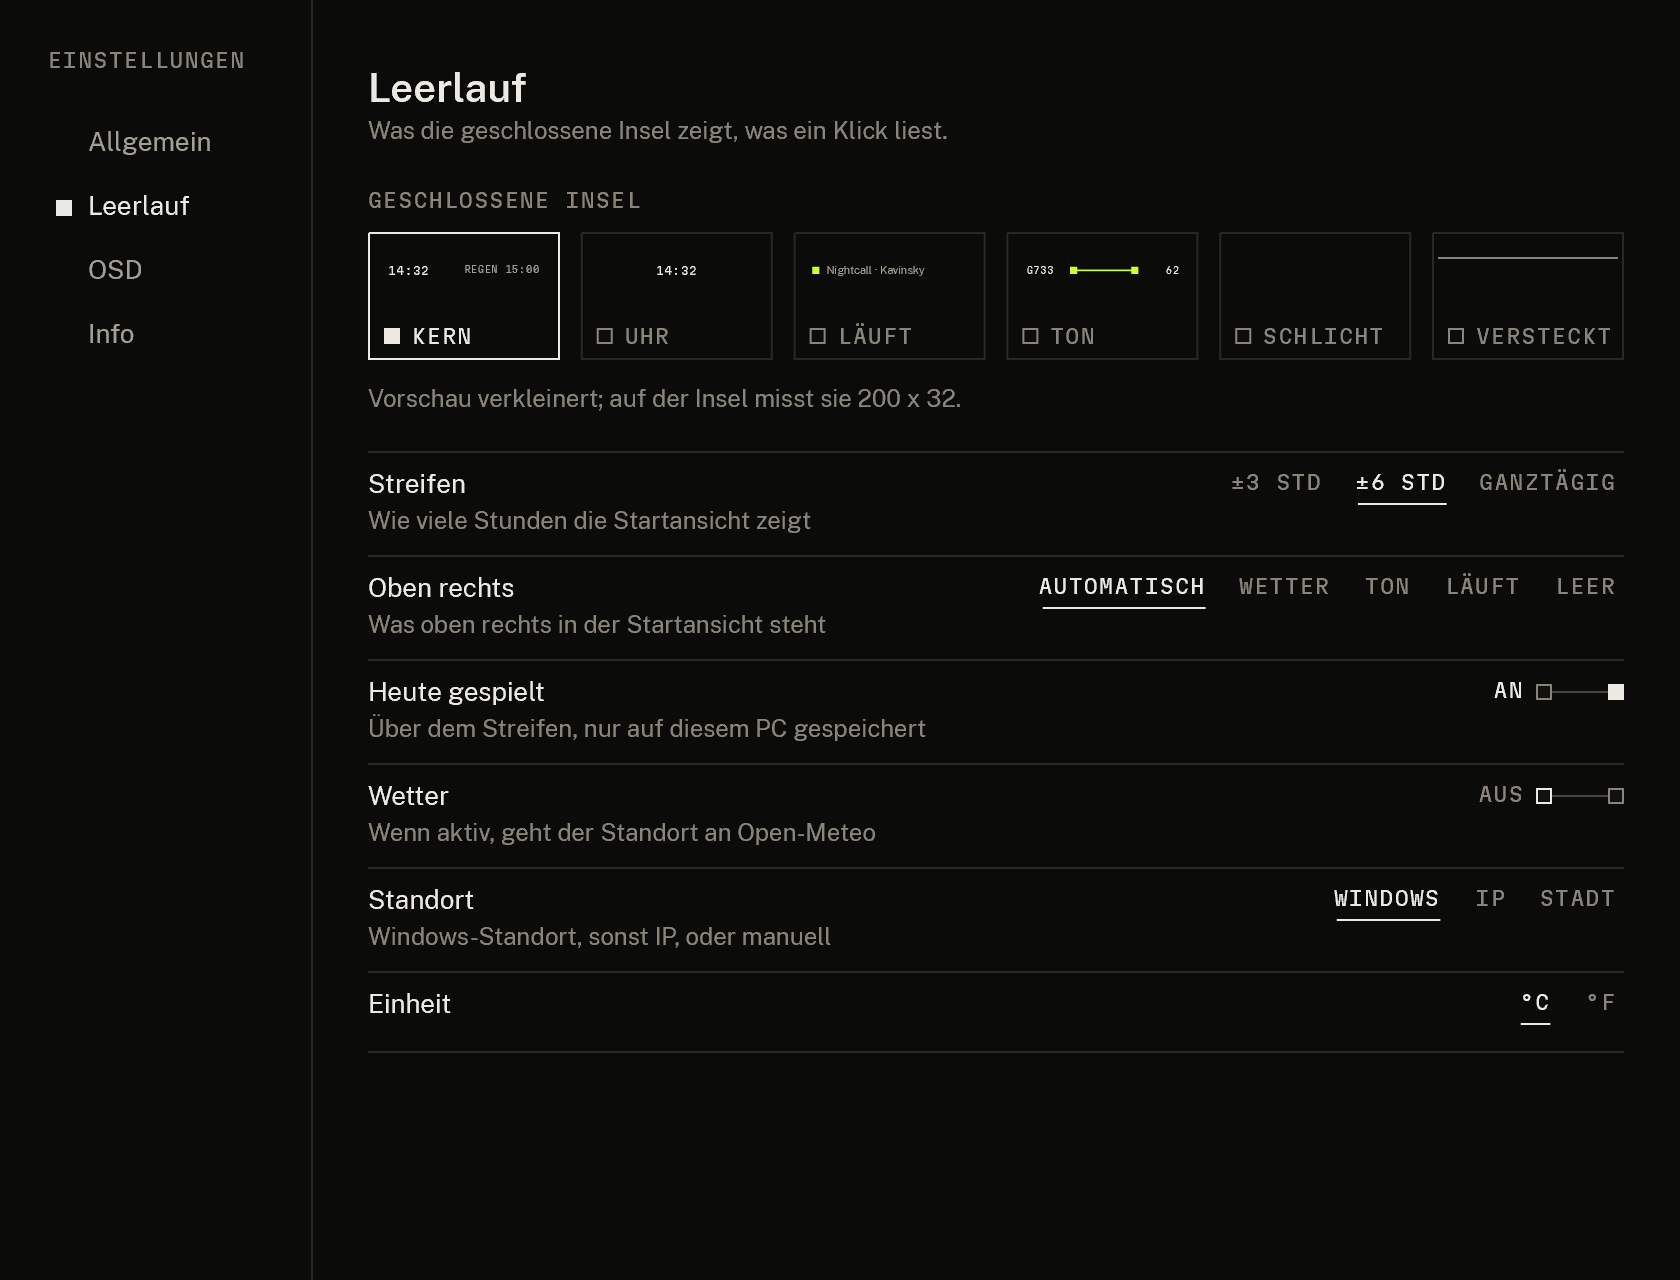 EINSTELLUNGEN
Allgemein
Leerlauf
OSD
Info
Leerlauf
Was die geschlossene Insel zeigt, was ein Klick liest.
GESCHLOSSENE INSEL
14:32 REGEN 15:00
KERN
14:32
UHR
Nightcall · Kavinsky
LÄUFT
G733 62
TON
SCHLICHT
VERSTECKT
Vorschau verkleinert; auf der Insel misst sie 200 x 32.
Streifen ±3 STD ±6 STD GANZTÄGIG
Wie viele Stunden die Startansicht zeigt
Oben rechts AUTOMATISCH WETTER TON LÄUFT LEER
Was oben rechts in der Startansicht steht
Heute gespielt AN
Über dem Streifen, nur auf diesem PC gespeichert
Wetter AUS
Wenn aktiv, geht der Standort an Open-Meteo
Standort WINDOWS IP STADT
Windows-Standort, sonst IP, oder manuell
Einheit °C °F